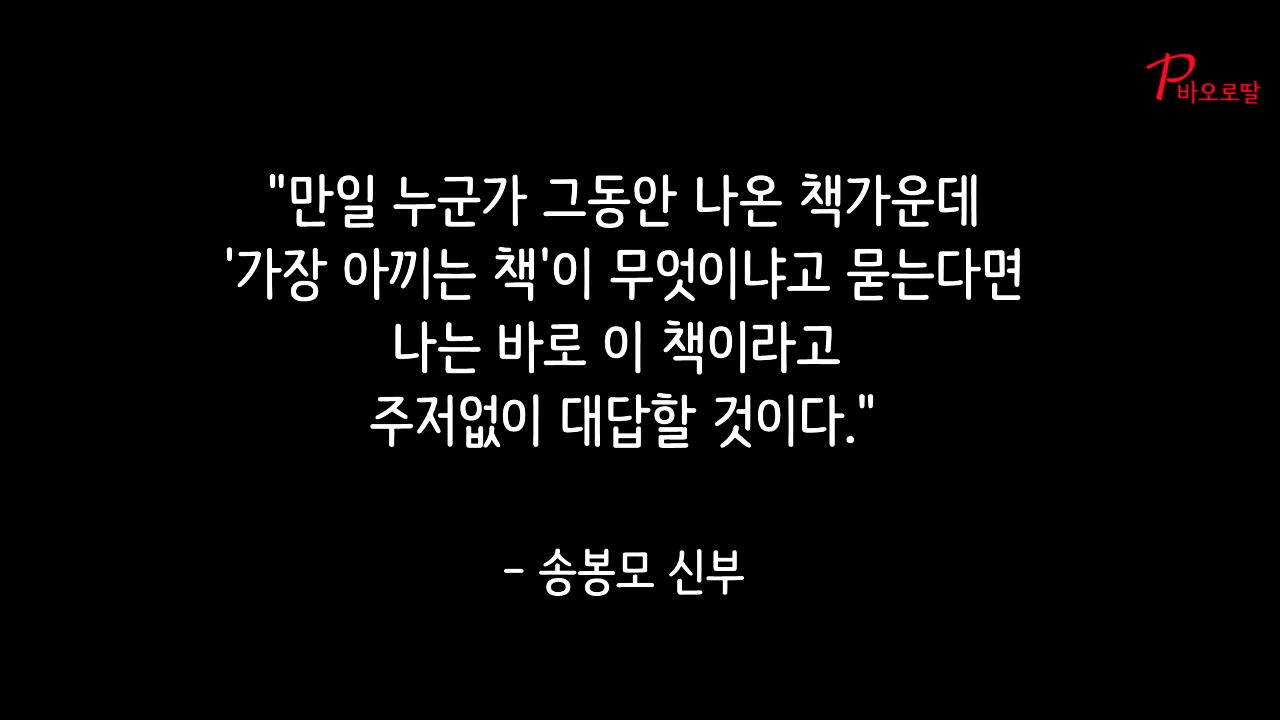 바오로딸
"만일 누군가 그동안 나온 책가운데
'가장 아끼는 책'이 무엇이냐고 묻는다면
나는 바로 이 책이라고
주저없이 대답할 것이다."
- 송봉모 신부